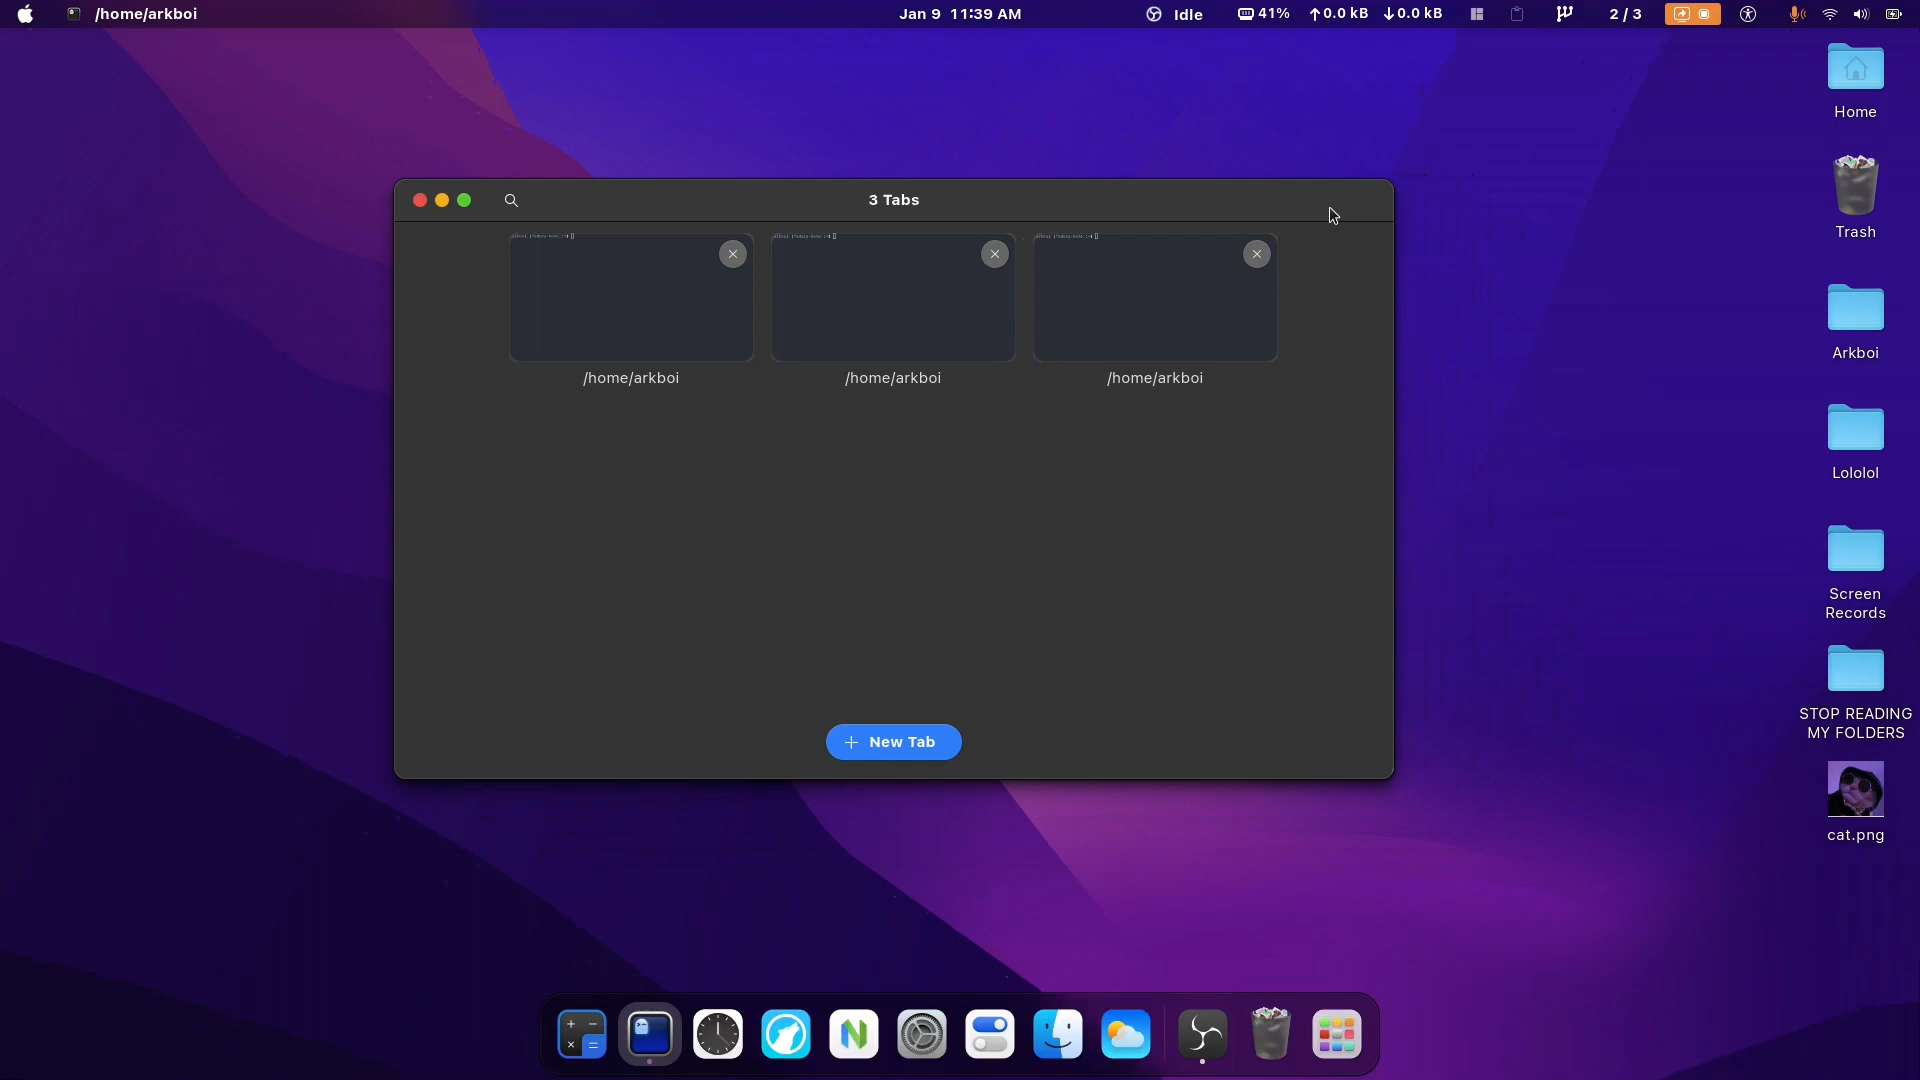 /home/arkboi
Jan 9 11:39 AM
Idle
41%
↑0.0 kB ↓0.0 kB
2 / 3
3 Tabs
/home/arkboi
/home/arkboi
/home/arkboi
+ New Tab
Home
Trash
Arkboi
Lololol
Screen
Records
STOP READING
MY FOLDERS
cat.png